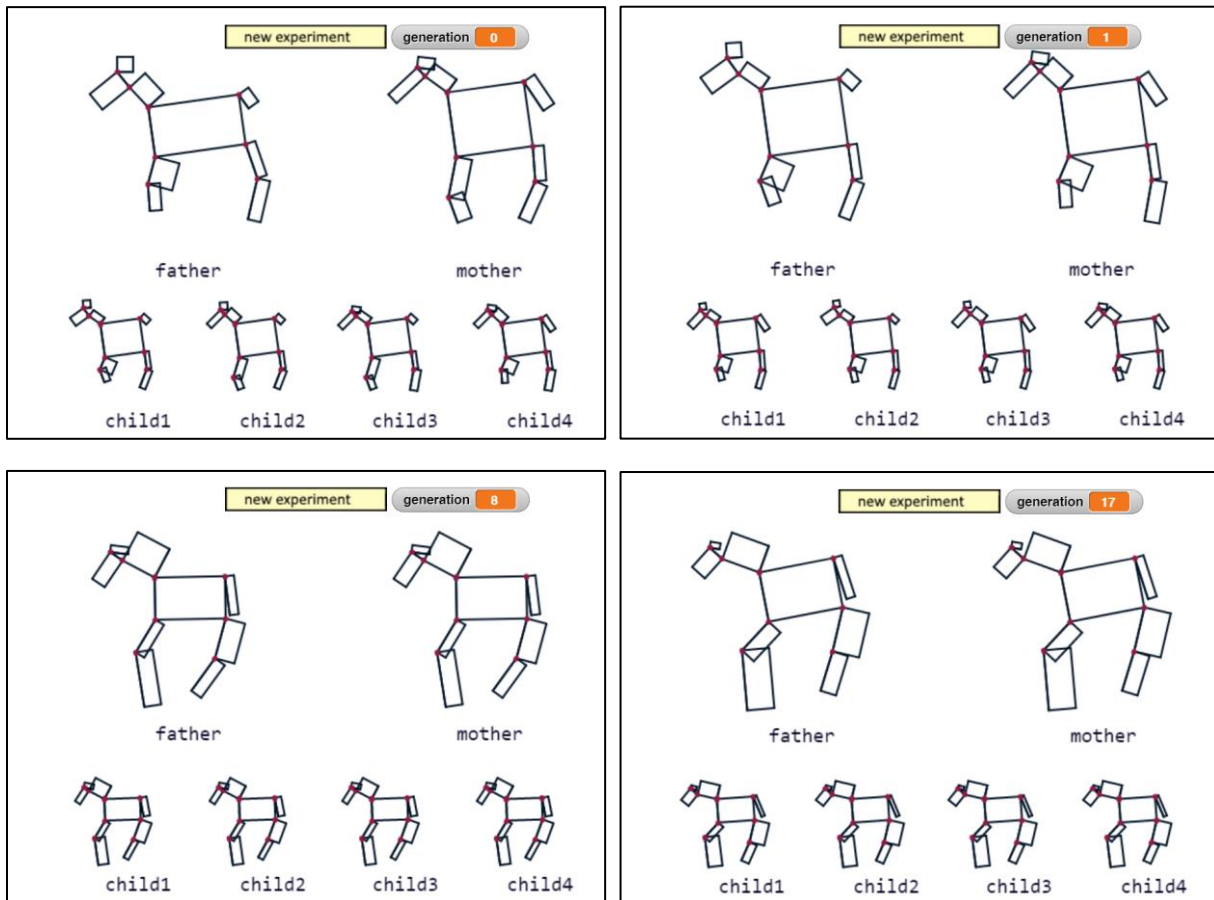 new experiment generation 0
father mother
child1 child2 child3 child4
new experiment generation 1
father mother
child1 child2 child3 child4
new experiment generation 8
father mother
child1 child2 child3 child4
new experiment generation 17
father mother
child1 child2 child3 child4